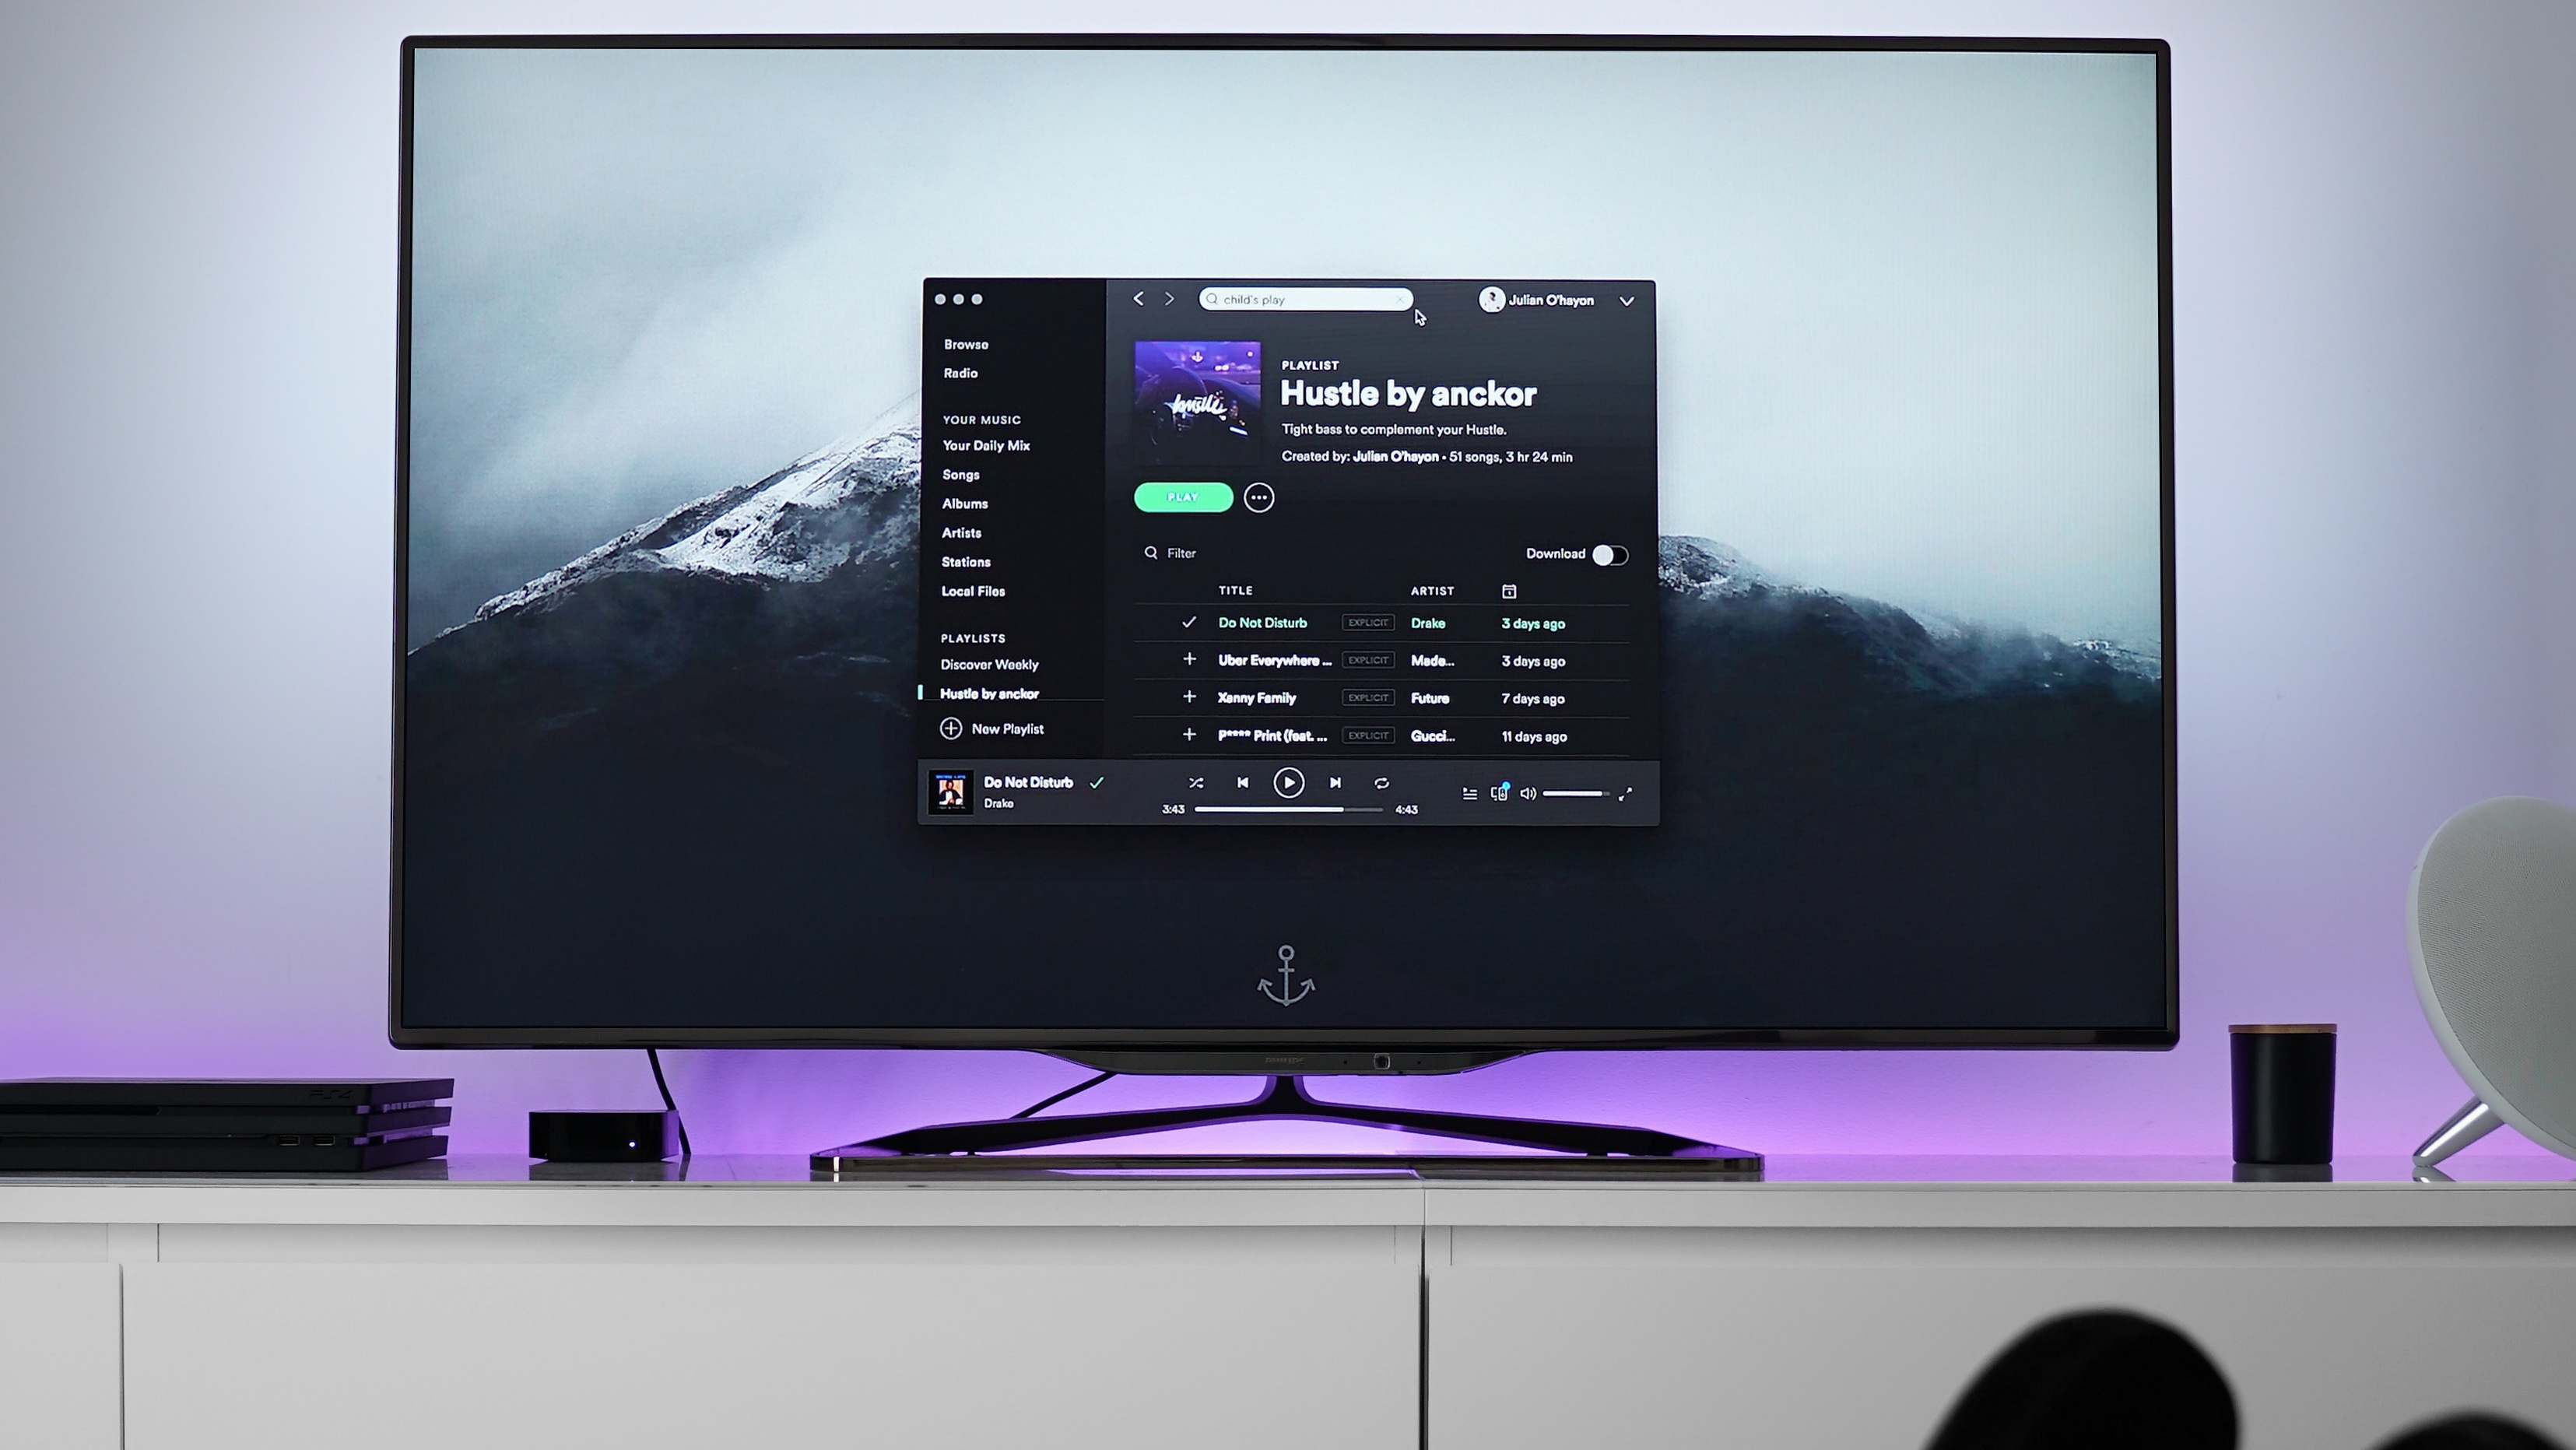 child's play
Julian O'hayon
Browse
Radio
YOUR MUSIC
Your Daily Mix
Songs
Albums
Artists
Stations
Local Files
PLAYLISTS
Discover Weekly
Hustle by anckor
New Playlist
hustle
PLAYLIST
Hustle by anckor
Tight bass to complement your Hustle.
Created by: Julian O'hayon • 51 songs, 3 hr 24 min
PLAY
Filter
Download
TITLE ARTIST
Do Not Disturb EXPLICIT Drake 3 days ago
Uber Everywhere ... EXPLICIT Made... 3 days ago
Xanny Family EXPLICIT Future 7 days ago
P**** Print (feat. ... EXPLICIT Gucci... 11 days ago
Do Not Disturb
Drake
3:43 4:43
PS4